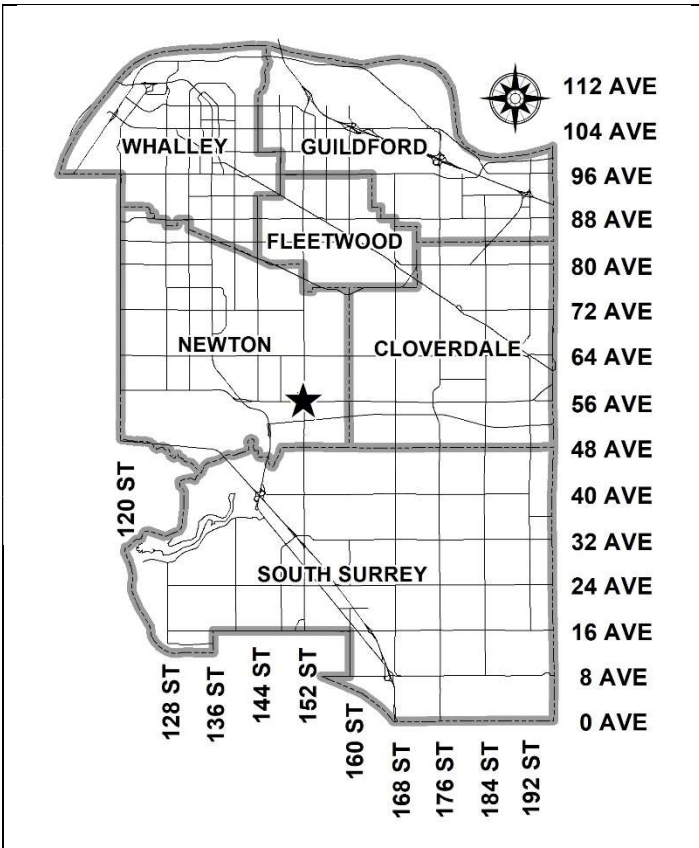 112 AVE
104 AVE
WHALLEY
GUILDFORD
96 AVE
88 AVE
FLEETWOOD
80 AVE
72 AVE
NEWTON
CLOVERDALE
64 AVE
56 AVE
48 AVE
120 ST
40 AVE
32 AVE
SOUTH SURREY
24 AVE
16 AVE
128 ST
136 ST
144 ST
152 ST
8 AVE
160 ST
0 AVE
168 ST
176 ST
184 ST
192 ST